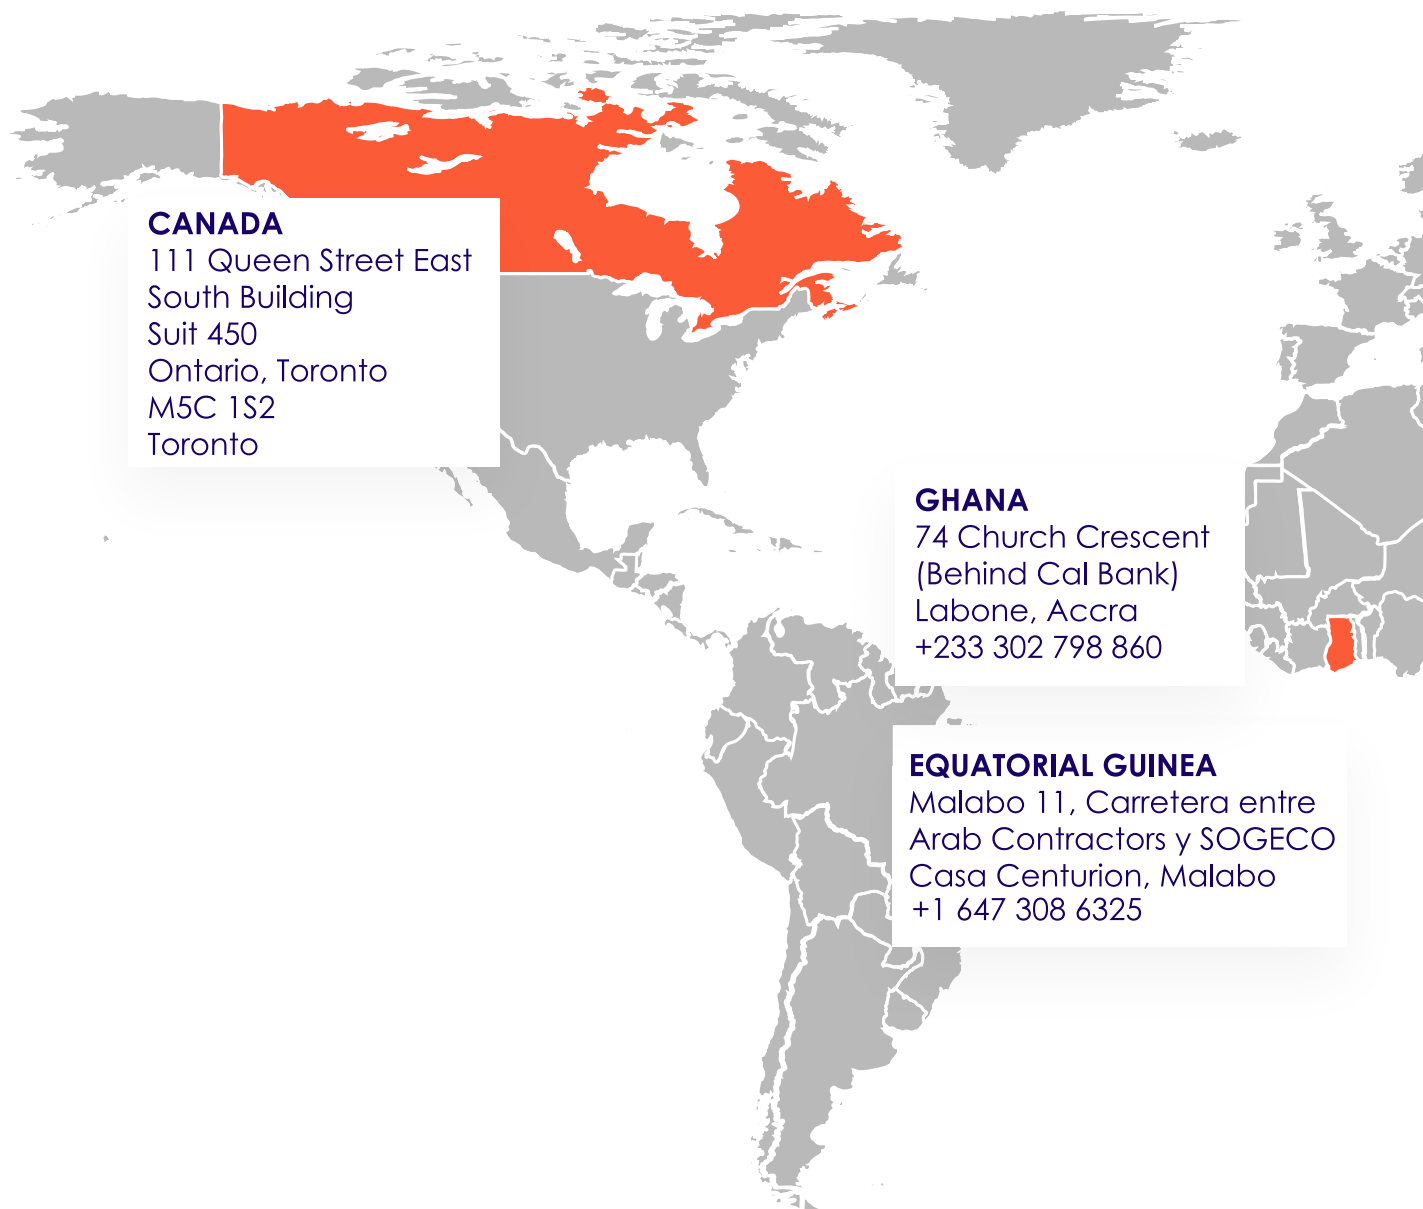 CANADA
111 Queen Street East
South Building
Suit 450
Ontario, Toronto
M5C 1S2
Toronto
GHANA
74 Church Crescent
(Behind Cal Bank)
Labone, Accra
+233 302 798 860
EQUATORIAL GUINEA
Malabo 11, Carretera entre
Arab Contractors y SOGECO
Casa Centurion, Malabo
+1 647 308 6325